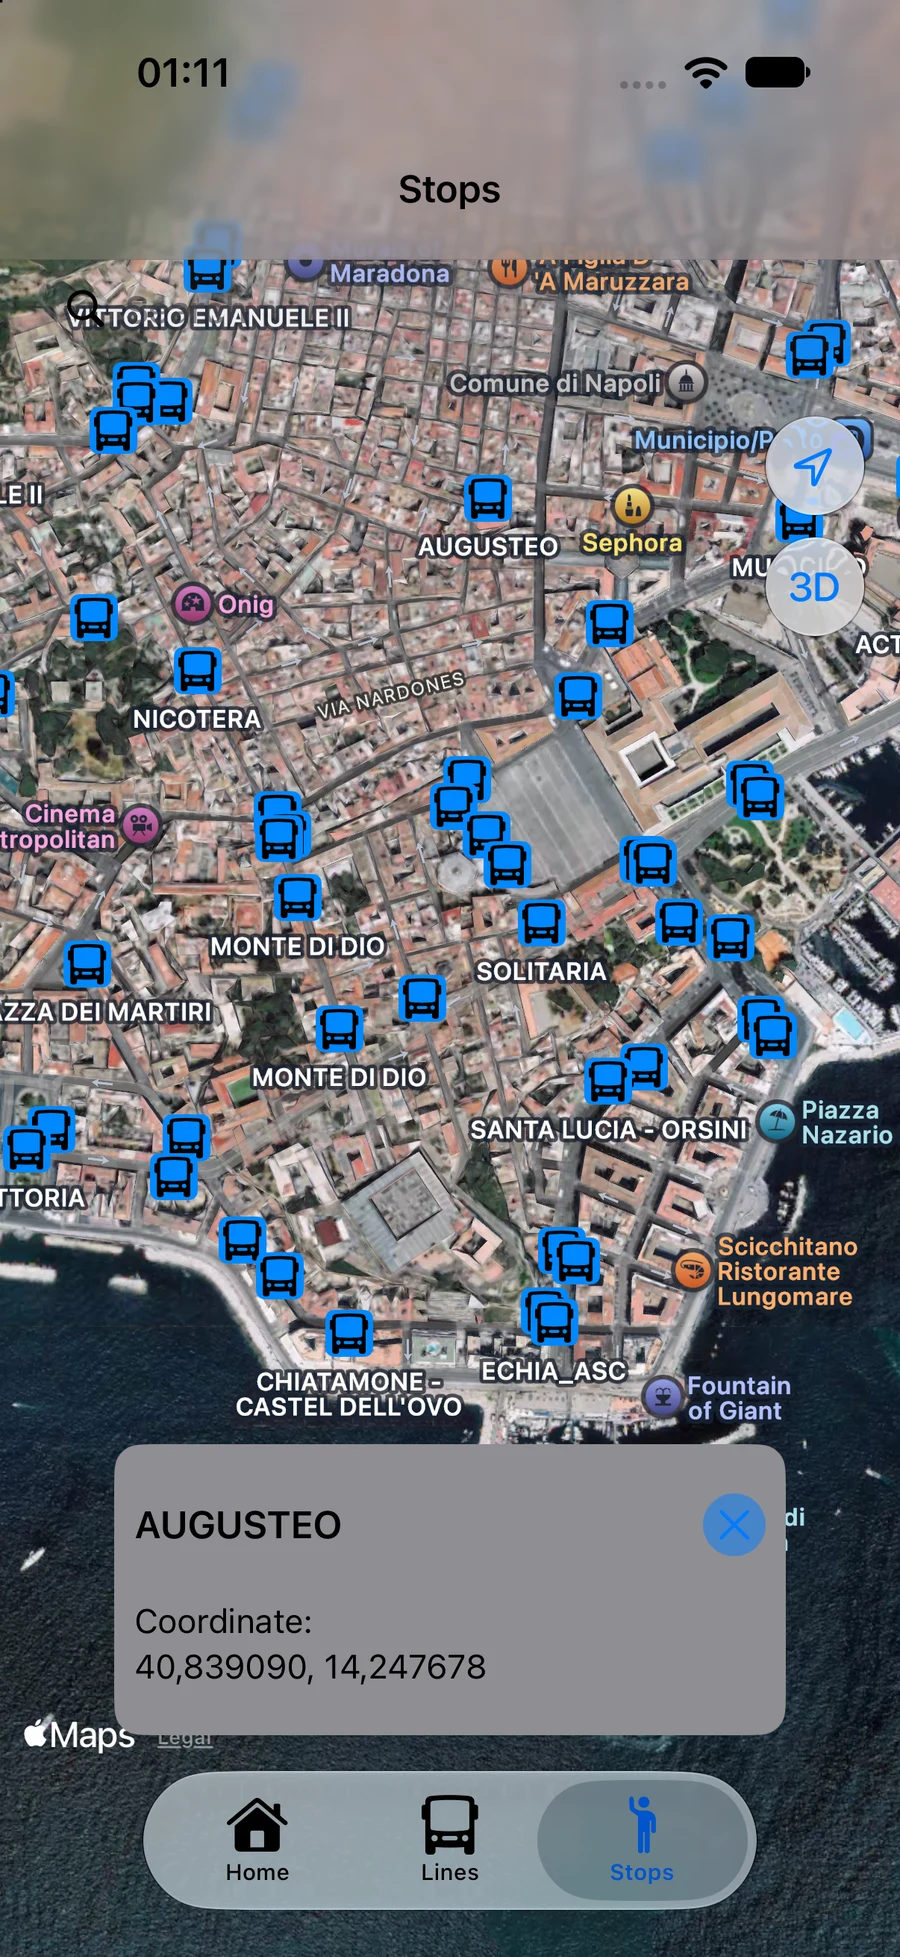 01:11
Stops
Maradona
'A Maruzzara
VITTORIO EMANUELE II
Comune di Napoli
Municipio/P
LE II
AUGUSTEO
Sephora
Onig
ACT
NICOTERA
VIA NARDONES
3D
Cinema
tropolitan
MONTE DI DIO
SOLITARIA
AZZA DEI MARTIRI
MONTE DI DIO
SANTA LUCIA - ORSINI
Piazza
Nazario
TTORIA
Scicchitano
Ristorante
Lungomare
CHIATAMONE -
CASTEL DELL'OVO
ECHIA_ASC
Fountain
of Giant
AUGUSTEO
di
Coordinate:
40,839090, 14,247678
Maps
Legal
Home
Lines
Stops